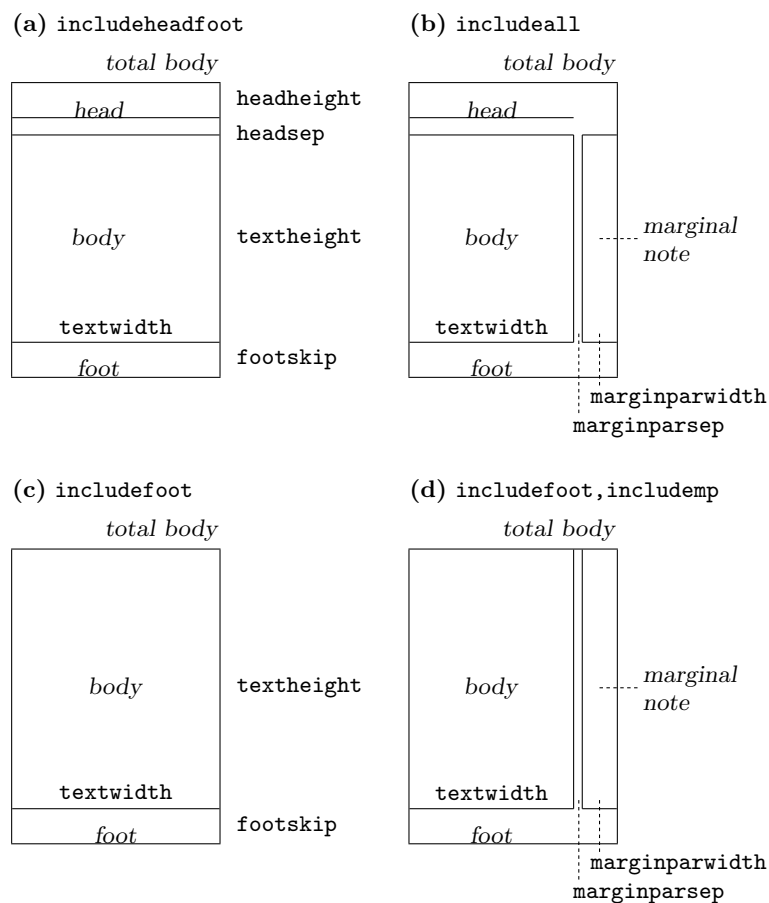 (a) includeheadfoot
total body
head
headheight
headsep
body
textheight
textwidth
foot
footskip
(b) includeall
total body
head
body
marginal
note
textwidth
foot
marginparwidth
marginparsep
(c) includefoot
total body
body
textheight
textwidth
foot
footskip
(d) includefoot,includemp
total body
body
marginal
note
textwidth
foot
marginparwidth
marginparsep